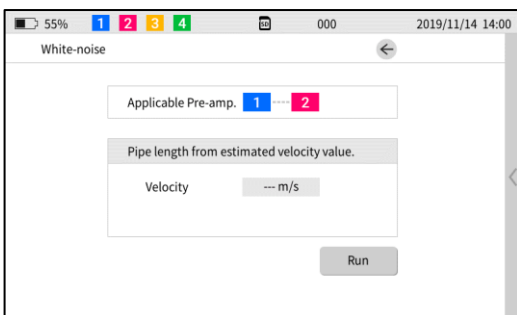 55% 1 2 3 4 SD 000 2019/11/14 14:00
White-noise
Applicable Pre-amp. 1 ---- 2
Pipe length from estimated velocity value.
Velocity --- m/s
Run